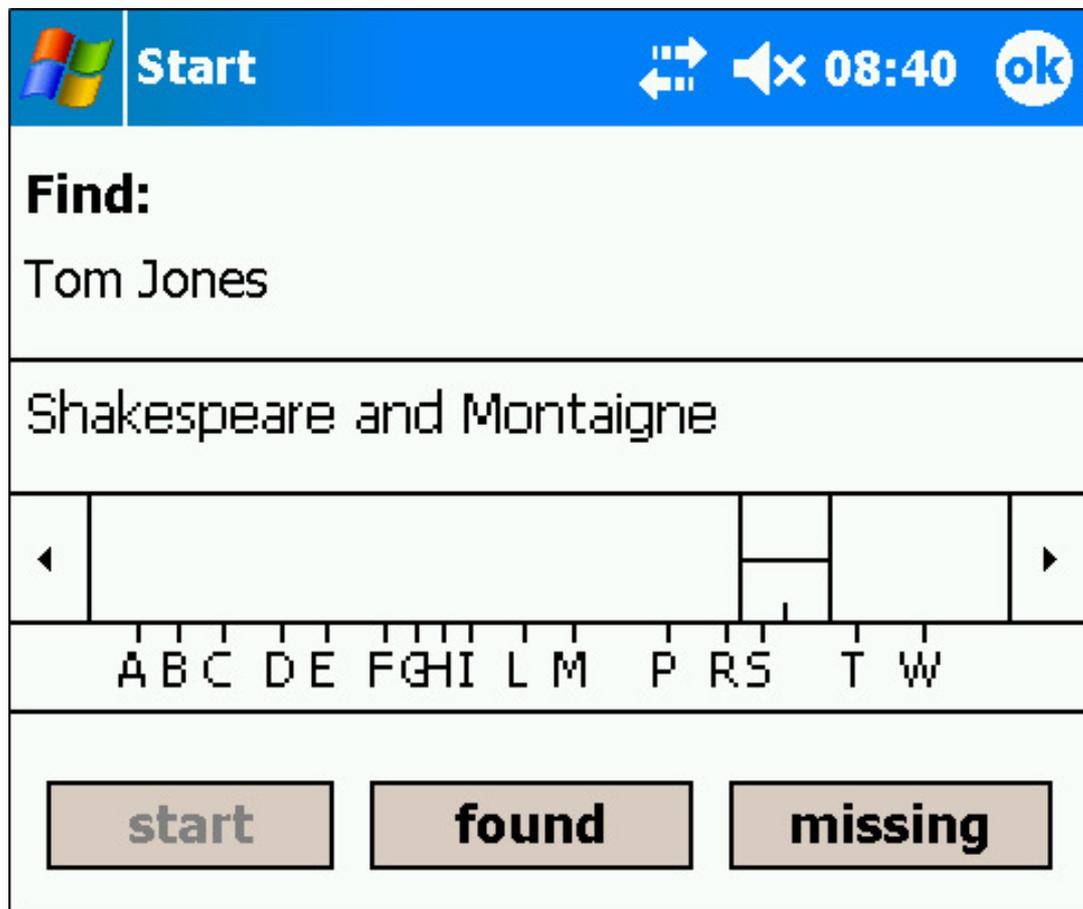 Start 08:40 ok
Find:
Tom Jones
Shakespeare and Montaigne
A B C D E F G H I L M P R S T W
start found missing